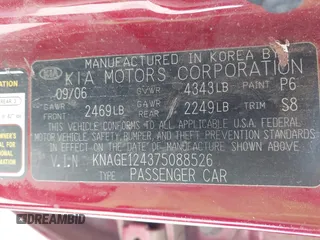 MANUFACTURED IN KOREA BY
KIA KIA MOTORS CORPORATION
09/06 GVWR 4343LB PAINT P6
GAWR FRONT 2469LB GAWR REAR 2249LB TRIM S8
THIS VEHICLE CONFORMS TO ALL APPLICABLE U.S.A FEDERAL
MOTOR VEHICLE SAFETY, BUMPER, AND THEFT PREVENTION STANDARDS
IN EFFECT ON THE DATE OF MANUFACTURE SHOWN ABOVE.
V.I.N: KNAGE124375088526
TYPE: PASSENGER CAR
DREAMBID